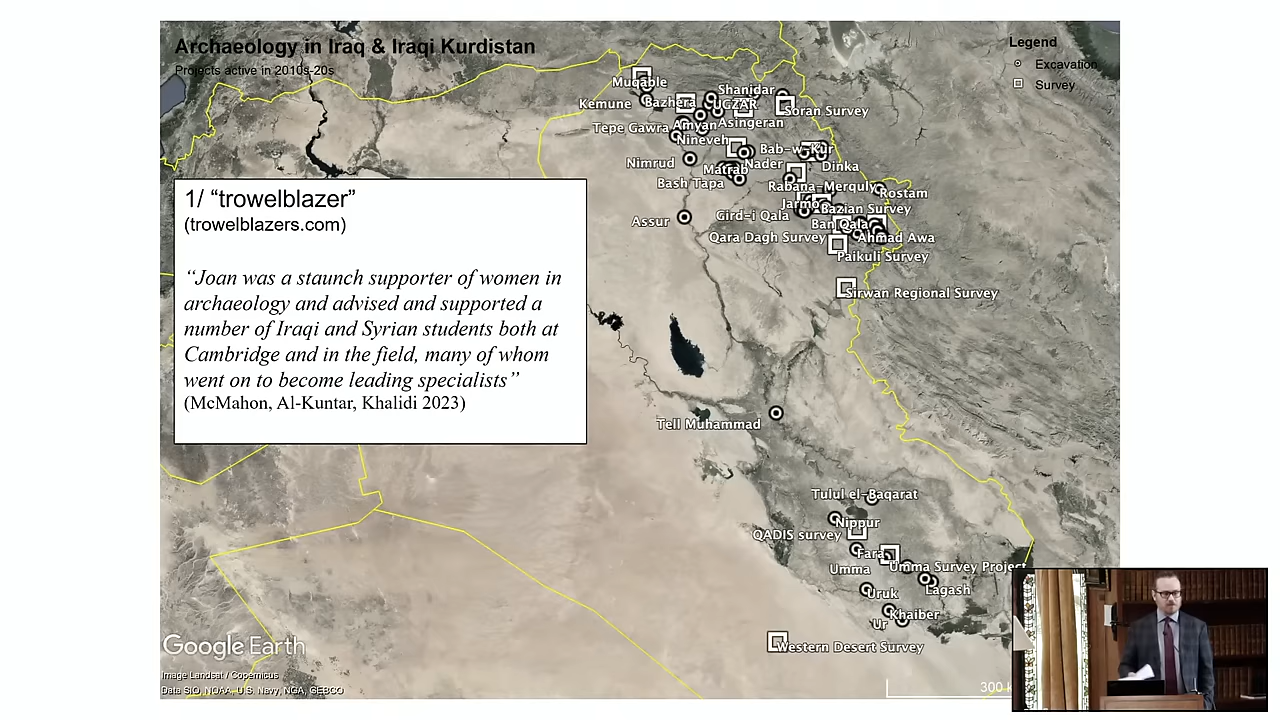 Archaeology in Iraq & Iraqi Kurdistan
Projects active in 2010s-20s
Legend
Excavation
Survey
Muqable
Shanidar
Kemune
Bazhera
UGZAR
Soran Survey
Tepe Gawra
Amyan
Asingeran
Nineveh
Bab-w-Kur
Nimrud
Matrab
Nader
Dinka
Bash Tapa
Rabana-Merquly
Rostam
Jarmo
Bazian Survey
Assur
Gird-i Qala
Ban Qala
Qara Dagh Survey
Ahmad Awa
Paikuli Survey
Sirwan Regional Survey
1/ “trowelblazer”
(trowelblazers.com)
“Joan was a staunch supporter of women in
archaeology and advised and supported a
number of Iraqi and Syrian students both at
Cambridge and in the field, many of whom
went on to become leading specialists”
(McMahon, Al-Kuntar, Khalidi 2023)
Tell Muhammad
Tulul el-Baqarat
Nippur
QADIS survey
Fara
Umma
Umma Survey Project
Lagash
Uruk
Khaiber
Ur
Western Desert Survey
Google Earth
Image Landsat / Copernicus
Data SIO, NOAA, U.S. Navy, NGA, GEBCO
300